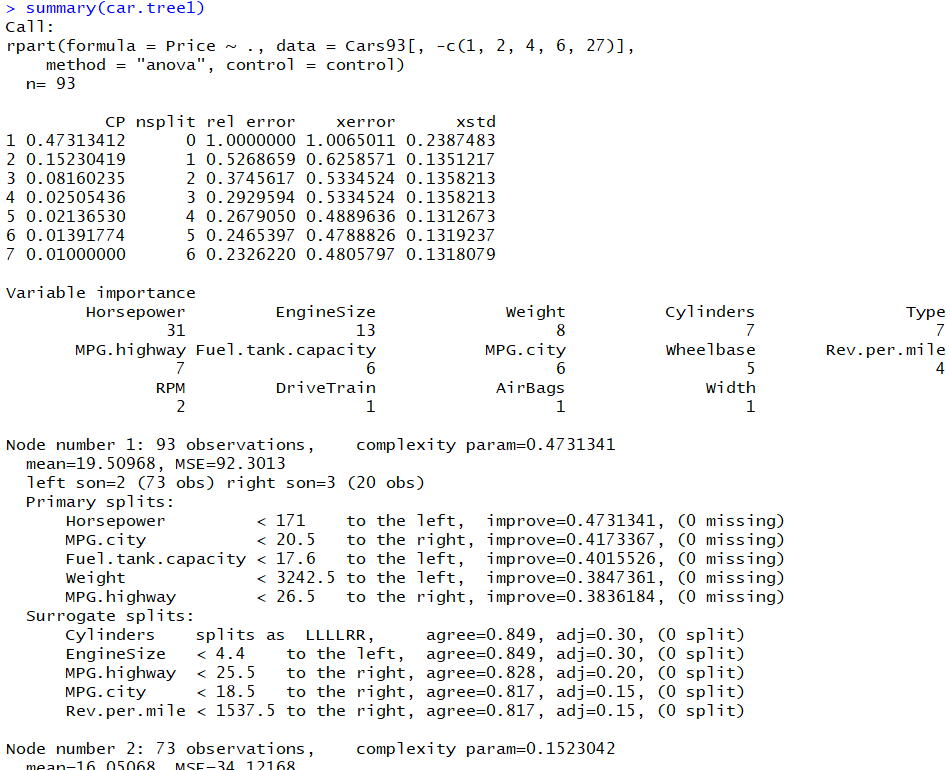 > summary(car.tree1)
Call:
rpart(formula = Price ~ ., data = Cars93[, -c(1, 2, 4, 6, 27)],
    method = "anova", control = control)
  n= 93

          CP nsplit rel error    xerror      xstd
1 0.47313412      0 1.0000000 1.0065011 0.2387483
2 0.15230419      1 0.5268659 0.6258571 0.1351217
3 0.08160235      2 0.3745617 0.5334524 0.1358213
4 0.02505436      3 0.2929594 0.5334524 0.1358213
5 0.02136530      4 0.2679050 0.4889636 0.1312673
6 0.01391774      5 0.2465397 0.4788826 0.1319237
7 0.01000000      6 0.2326220 0.4805797 0.1318079

Variable importance
        Horsepower         EngineSize             Weight          Cylinders               Type
                31                 13                  8                  7                  7
       MPG.highway Fuel.tank.capacity           MPG.city          Wheelbase       Rev.per.mile
                 7                  6                  6                  5                  4
               RPM         DriveTrain            AirBags              Width
                 2                  1                  1                  1

Node number 1: 93 observations,    complexity param=0.4731341
  mean=19.50968, MSE=92.3013
  left son=2 (73 obs) right son=3 (20 obs)
  Primary splits:
      Horsepower         < 171    to the left,  improve=0.4731341, (0 missing)
      MPG.city           < 20.5   to the right, improve=0.4173367, (0 missing)
      Fuel.tank.capacity < 17.6   to the left,  improve=0.4015526, (0 missing)
      Weight             < 3242.5 to the left,  improve=0.3847361, (0 missing)
      MPG.highway        < 26.5   to the right, improve=0.3836184, (0 missing)
  Surrogate splits:
      Cylinders    splits as  LLLLRR,     agree=0.849, adj=0.30, (0 split)
      EngineSize   < 4.4    to the left,  agree=0.849, adj=0.30, (0 split)
      MPG.highway  < 25.5   to the right, agree=0.828, adj=0.20, (0 split)
      MPG.city     < 18.5   to the right, agree=0.817, adj=0.15, (0 split)
      Rev.per.mile < 1537.5 to the right, agree=0.817, adj=0.15, (0 split)

Node number 2: 73 observations,    complexity param=0.1523042
  mean=16.05068, MSE=34.12168